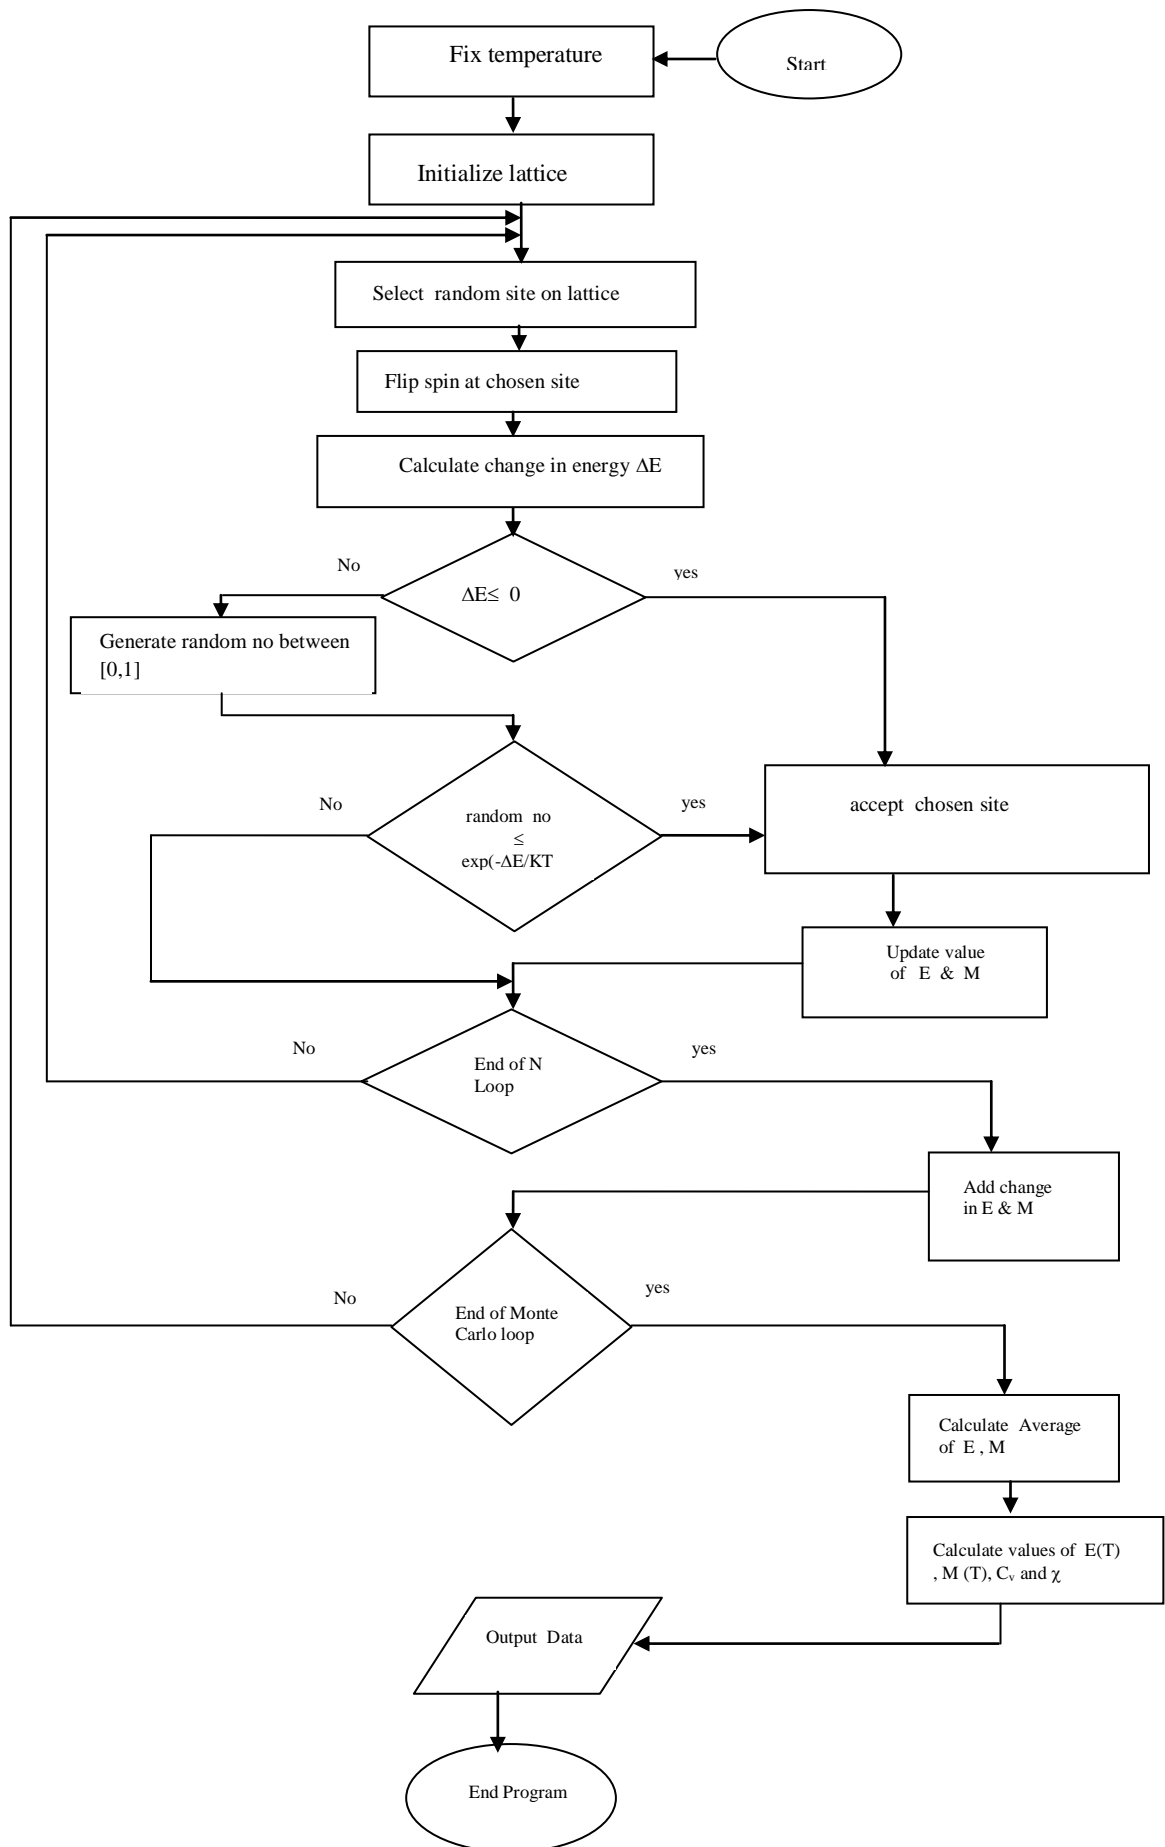 Fix temperature
Start
Initialize lattice
Select random site on lattice
Flip spin at chosen site
Calculate change in energy ΔE
No
yes
ΔE≤ 0
Generate random no between
[0,1]
No
yes
random no
≤
exp(-ΔE/KT
accept chosen site
Update value
of E & M
No
yes
End of N
Loop
Add change
in E & M
No
yes
End of Monte
Carlo loop
Calculate Average
of E , M
Calculate values of E(T)
, M (T), Cᵥ and χ
Output Data
End Program